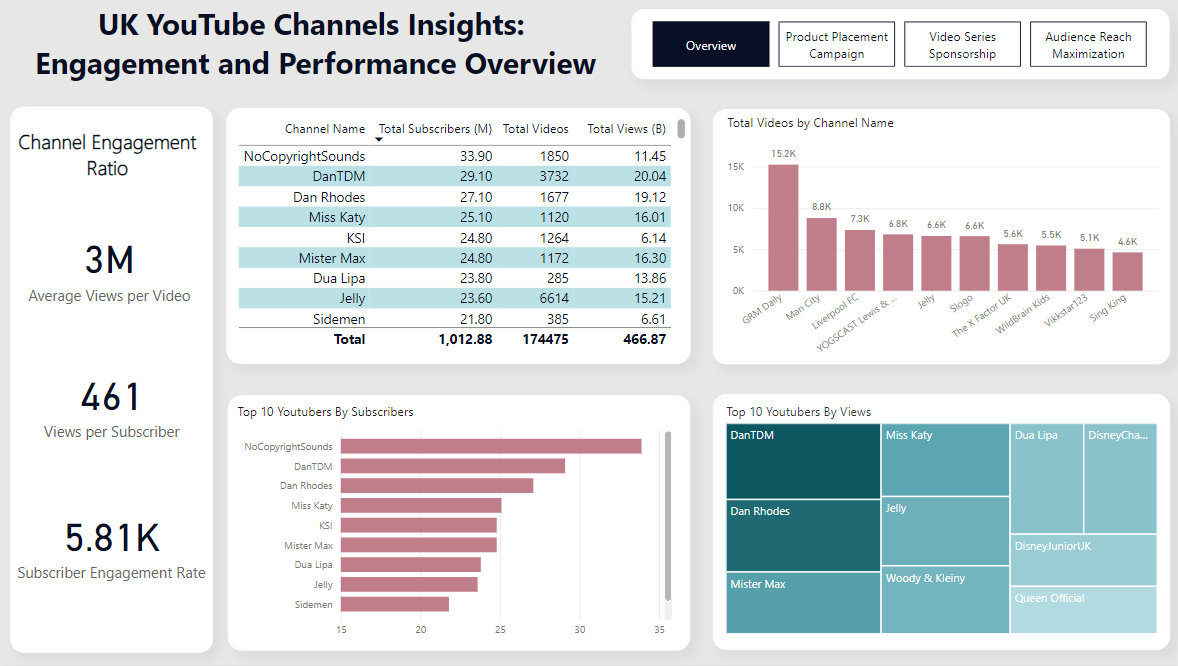 UK YouTube Channels Insights:
Engagement and Performance Overview
Overview
Product Placement
Campaign
Video Series
Sponsorship
Audience Reach
Maximization
Channel Engagement
Ratio
3M
Average Views per Video
461
Views per Subscriber
5.81K
Subscriber Engagement Rate
Channel Name Total Subscribers (M) Total Videos Total Views (B)
NoCopyrightSounds 33.90 1850 11.45
DanTDM 29.10 3732 20.04
Dan Rhodes 27.10 1677 19.12
Miss Katy 25.10 1120 16.01
KSI 24.80 1264 6.14
Mister Max 24.80 1172 16.30
Dua Lipa 23.80 285 13.86
Jelly 23.60 6614 15.21
Sidemen 21.80 385 6.61
Total 1,012.88 174475 466.87
Total Videos by Channel Name
15K
10K
5K
0K
15.2K
8.8K
7.3K
6.8K
6.6K
6.6K
5.6K
5.5K
5.1K
4.6K
GRM Daily
Man City
Liverpool FC
YOGSCAST Lewis & ...
Jelly
Slogo
The X Factor UK
WildBrain Kids
Vikkstar123
Sing King
Top 10 Youtubers By Subscribers
NoCopyrightSounds
DanTDM
Dan Rhodes
Miss Katy
KSI
Mister Max
Dua Lipa
Jelly
Sidemen
15 20 25 30 35
Top 10 Youtubers By Views
DanTDM
Dan Rhodes
Mister Max
Miss Katy
Jelly
Woody & Kleiny
Dua Lipa
DisneyCha...
DisneyJuniorUK
Queen Official